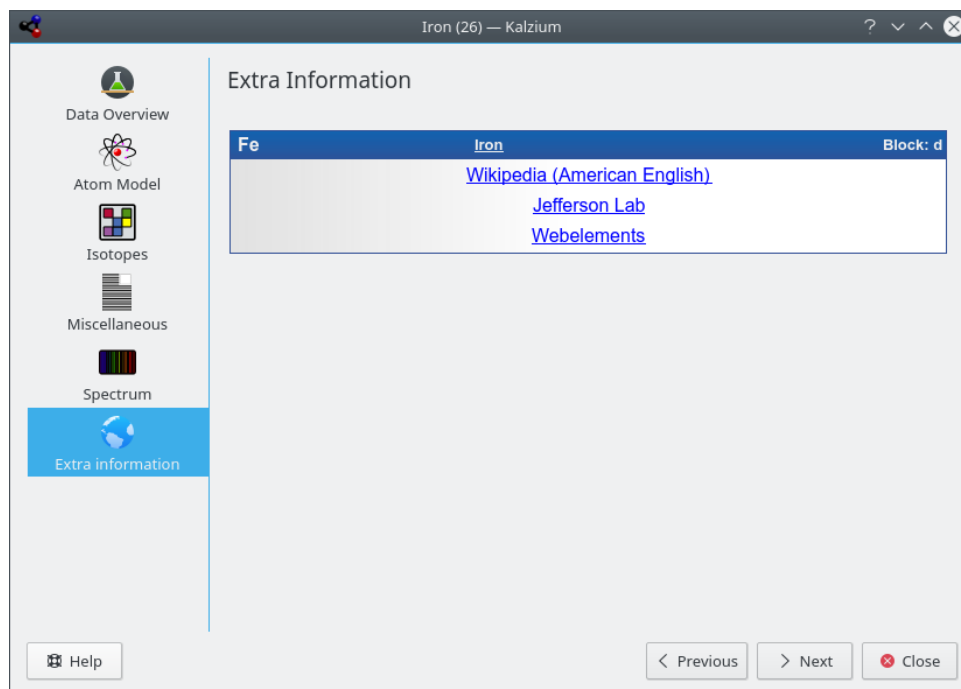 Iron (26) — Kalzium ?
Data Overview
Atom Model
Isotopes
Miscellaneous
Spectrum
Extra information
Extra Information
Fe Iron Block: d
Wikipedia (American English)
Jefferson Lab
Webelements
Help < Previous > Next Close